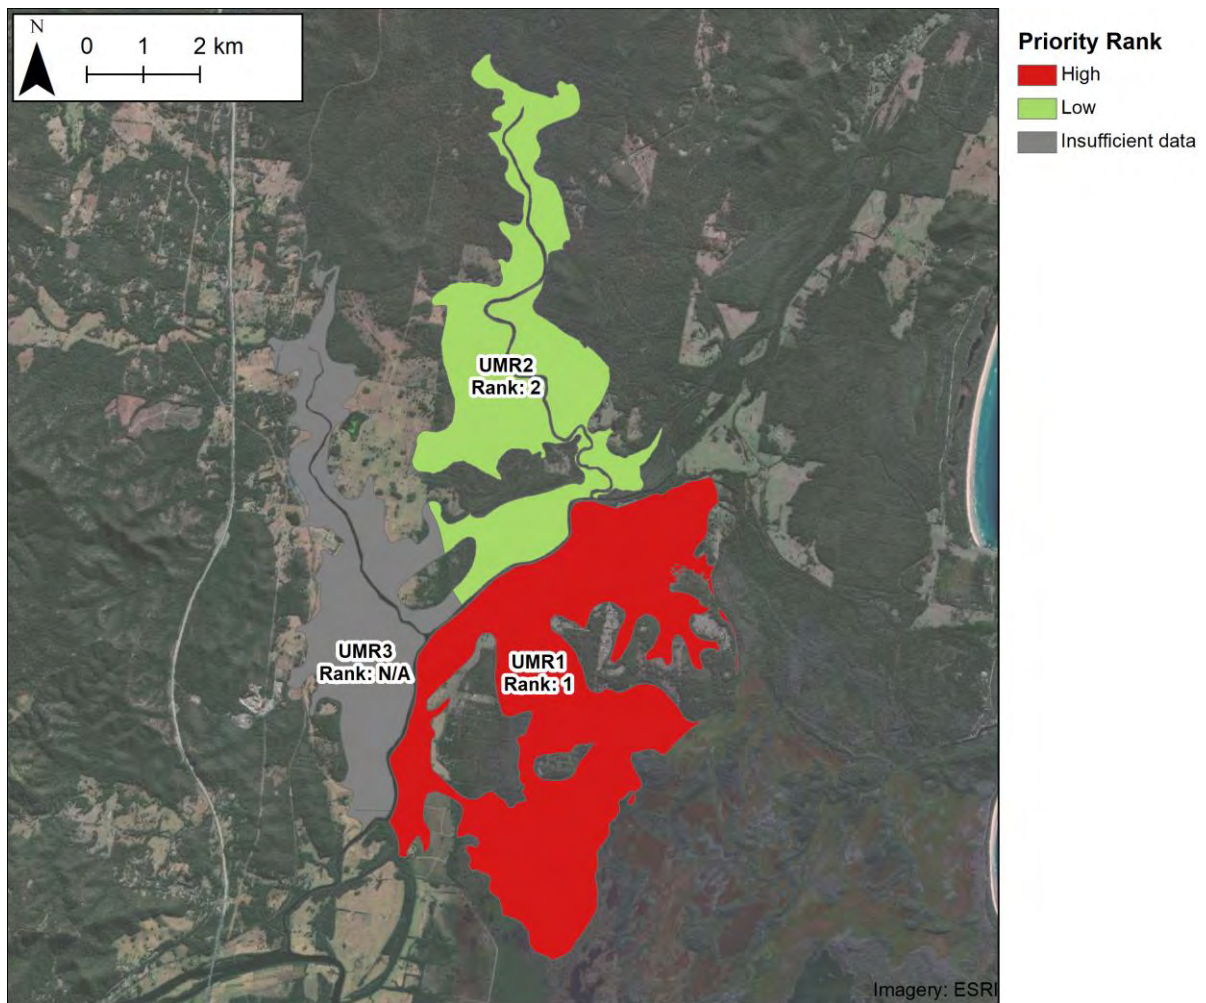 N
0 1 2 km
Priority Rank
High
Low
Insufficient data
UMR2
Rank: 2
UMR3
Rank: N/A
UMR1
Rank: 1
Imagery: ESRI